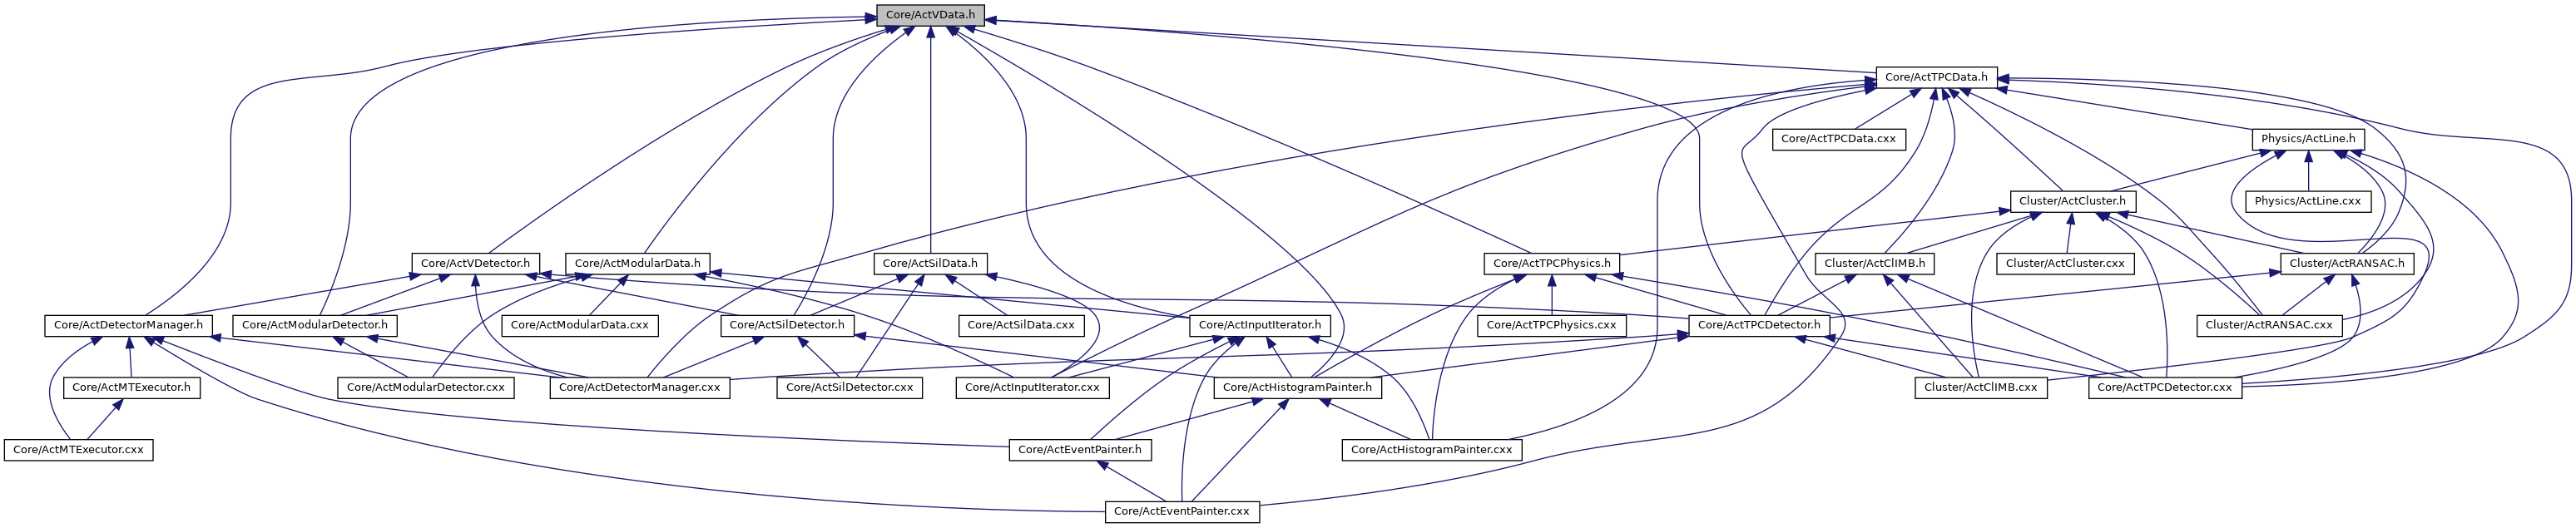 Core/ActVData.h
Core/ActTPCData.h
Core/ActTPCData.cxx
Physics/ActLine.h
Physics/ActLine.cxx
Cluster/ActCluster.h
Core/ActVDetector.h
Core/ActModularData.h
Core/ActSilData.h
Core/ActTPCPhysics.h
Cluster/ActClIMB.h
Cluster/ActCluster.cxx
Cluster/ActRANSAC.h
Core/ActDetectorManager.h
Core/ActModularDetector.h
Core/ActModularData.cxx
Core/ActSilDetector.h
Core/ActSilData.cxx
Core/ActInputIterator.h
Core/ActTPCPhysics.cxx
Core/ActTPCDetector.h
Cluster/ActRANSAC.cxx
Core/ActMTExecutor.h
Core/ActModularDetector.cxx
Core/ActDetectorManager.cxx
Core/ActSilDetector.cxx
Core/ActInputIterator.cxx
Core/ActHistogramPainter.h
Cluster/ActClIMB.cxx
Core/ActTPCDetector.cxx
Core/ActMTExecutor.cxx
Core/ActEventPainter.h
Core/ActHistogramPainter.cxx
Core/ActEventPainter.cxx